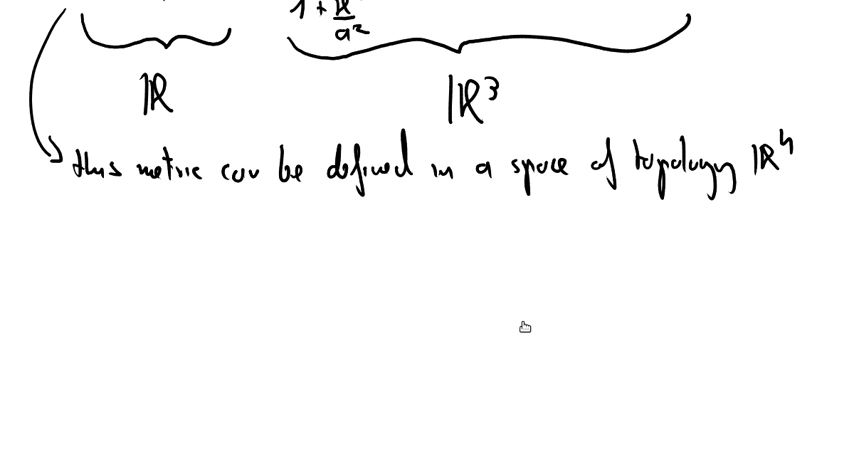 1 + R
a²
ℝ ℝ³
this metric can be defined in a space of topology ℝ⁴